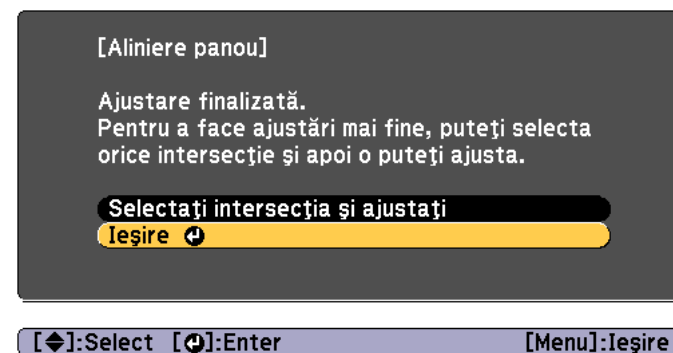 [Aliniere panou]
Ajustare finalizată.
Pentru a face ajustări mai fine, puteţi selecta
orice intersecţie şi apoi o puteţi ajusta.
Selectaţi intersecţia şi ajustaţi
Ieşire
[◆]:Select [↵]:Enter [Menu]:Ieşire